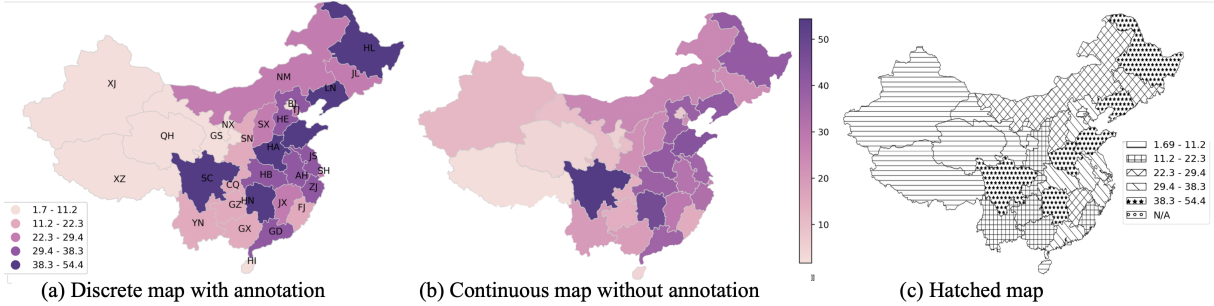 HL
XJ
NM
JL
LN
BJ
TJ
NX
SX
HE
QH
GS
SN
HA
JS
XZ
SC
CQ
HB
AH
SH
ZJ
GZ
HN
JX
FJ
YN
GX
GD
HI
1.7 - 11.2
11.2 - 22.3
22.3 - 29.4
29.4 - 38.3
38.3 - 54.4
(a) Discrete map with annotation
50
40
30
20
10
(b) Continuous map without annotation
1.69 - 11.2
11.2 - 22.3
22.3 - 29.4
29.4 - 38.3
38.3 - 54.4
N/A
(c) Hatched map